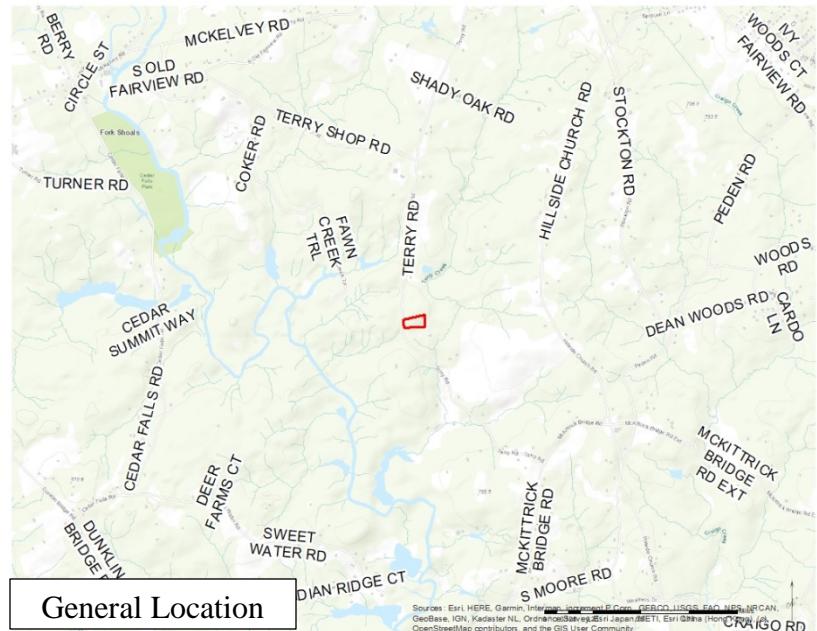 BERRY
RD
CIRCLE ST
MCKELVEY RD
S OLD
FAIRVIEW RD
IVY
WOODS CT
FAIRVIEW RD
SHADY OAK RD
HILLSIDE CHURCH RD
STOCKTON RD
Fork Shoals
TERRY SHOP RD
COKER RD
TURNER RD
Cedar
Falls
Park
PEDEN RD
FAWN
CREEK
TRL
TERRY RD
WOODS
RD
CEDAR
SUMMIT WAY
DEAN WOODS RD
CARDO
LN
CEDAR FALLS RD
MCKITTRICK
BRIDGE
RD EXT
DEER
FARMS CT
MCKITTRICK
BRIDGE RD
DUNKLIN
BRIDGE
SWEET
WATER RD
DIAN RIDGE CT
S MOORE RD
CRAIGO RD
General Location
Sources: Esri, HERE, Garmin, Intermap, increment P Corp., GEBCO, USGS, FAO, NPS, NRCAN,
GeoBase, IGN, Kadaster NL, Ordnance Survey, Esri Japan, METI, Esri China (Hong Kong), (c)
OpenStreetMap contributors, and the GIS User Community